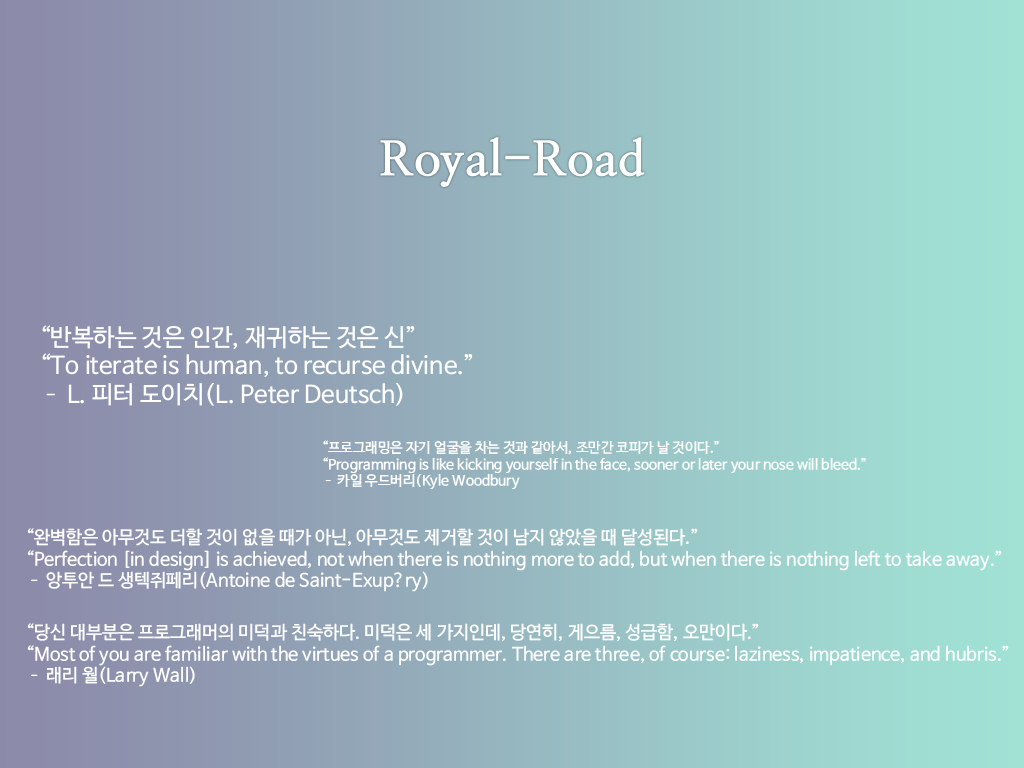 Royal-Road
“반복하는 것은 인간, 재귀하는 것은 신”
“To iterate is human, to recurse divine.”
- L. 피터 도이치(L. Peter Deutsch)
“프로그래밍은 자기 얼굴을 차는 것과 같아서, 조만간 코피가 날 것이다.”
“Programming is like kicking yourself in the face, sooner or later your nose will bleed.”
- 카일 우드버리(Kyle Woodbury
“완벽함은 아무것도 더할 것이 없을 때가 아닌, 아무것도 제거할 것이 남지 않았을 때 달성된다.”
“Perfection [in design] is achieved, not when there is nothing more to add, but when there is nothing left to take away.”
- 앙투안 드 생텍쥐페리(Antoine de Saint-Exup?ry)
“당신 대부분은 프로그래머의 미덕과 친숙하다. 미덕은 세 가지인데, 당연히, 게으름, 성급함, 오만이다.”
“Most of you are familiar with the virtues of a programmer. There are three, of course: laziness, impatience, and hubris.”
- 래리 월(Larry Wall)